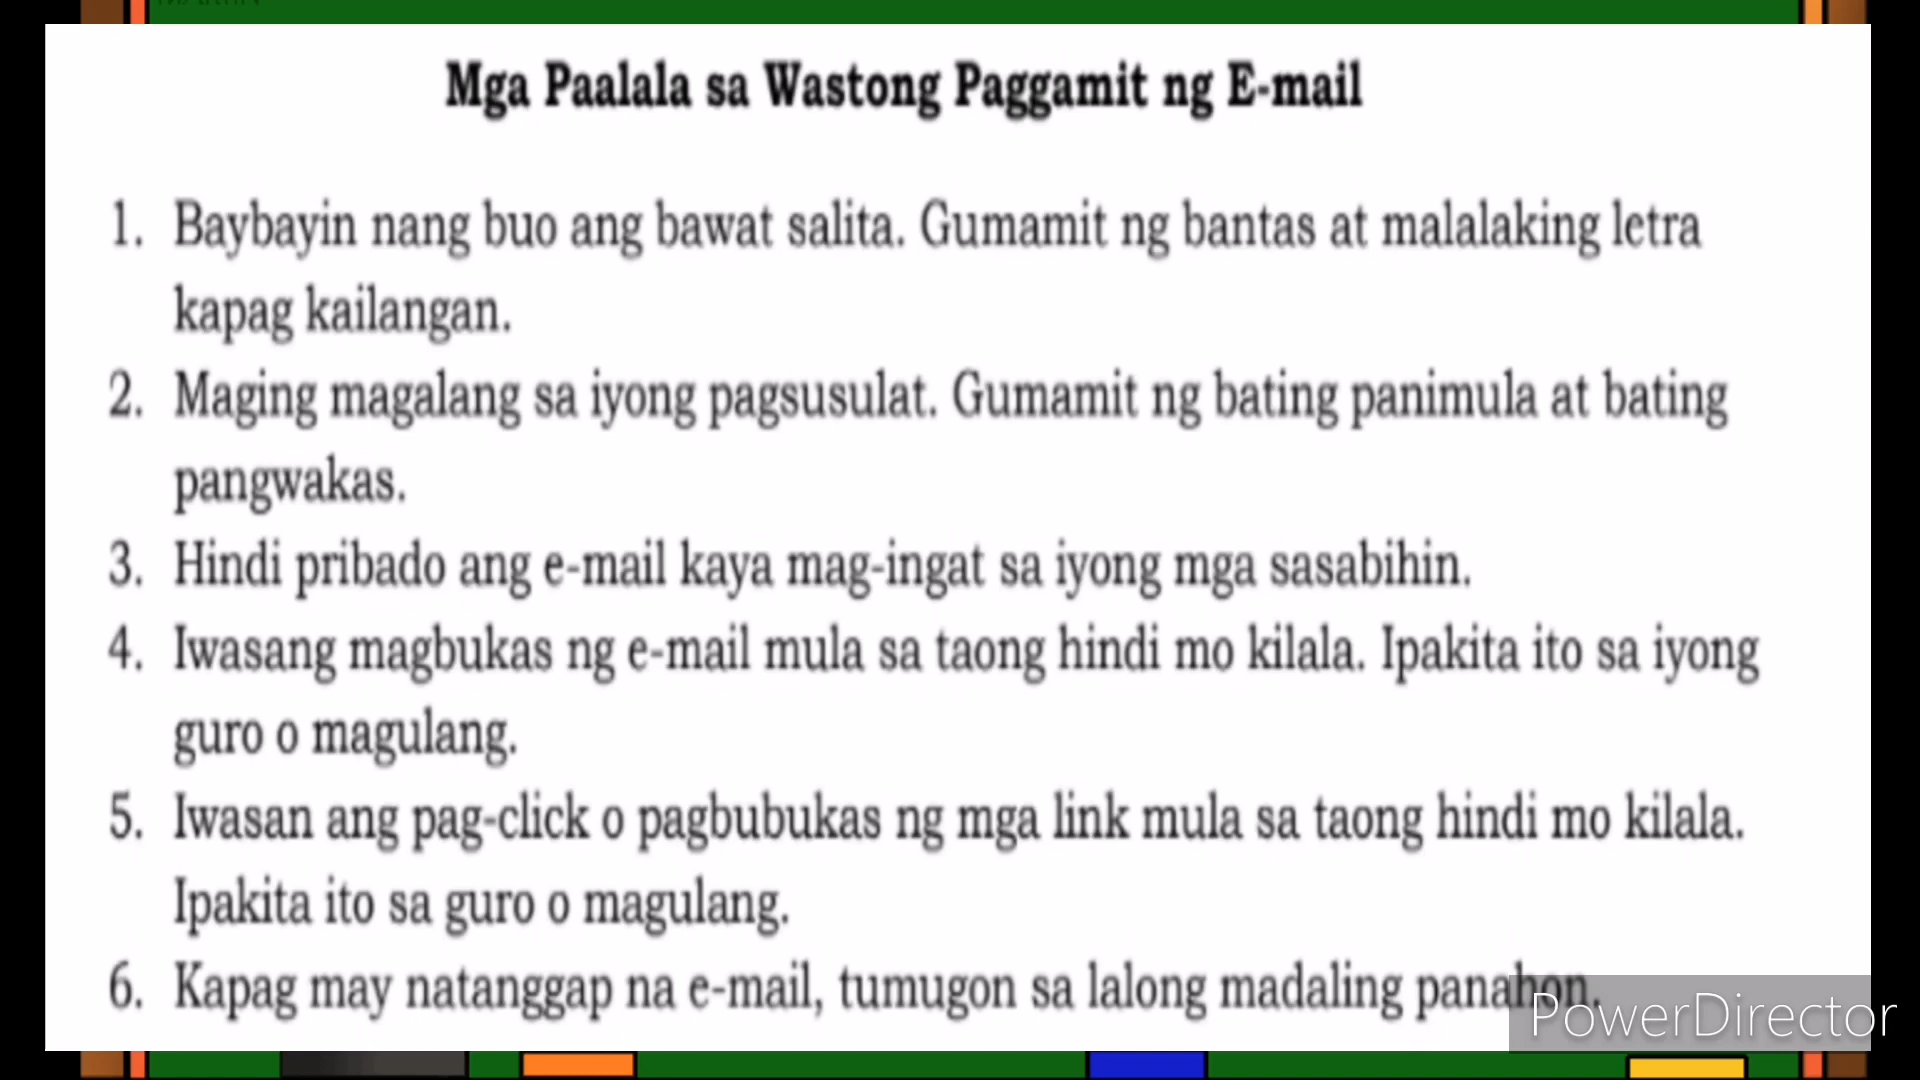 Mga Paalala sa Wastong Paggamit ng E-mail
1. Baybayin nang buo ang bawat salita. Gumamit ng bantas at malalaking letra
kapag kailangan.
2. Maging magalang sa iyong pagsusulat. Gumamit ng bating panimula at bating
pangwakas.
3. Hindi pribado ang e-mail kaya mag-ingat sa iyong mga sasabihin.
4. Iwasang magbukas ng e-mail mula sa taong hindi mo kilala. Ipakita ito sa iyong
guro o magulang.
5. Iwasan ang pag-click o pagbubukas ng mga link mula sa taong hindi mo kilala.
Ipakita ito sa guro o magulang.
6. Kapag may natanggap na e-mail, tumugon sa lalong madaling panahon.
PowerDirector